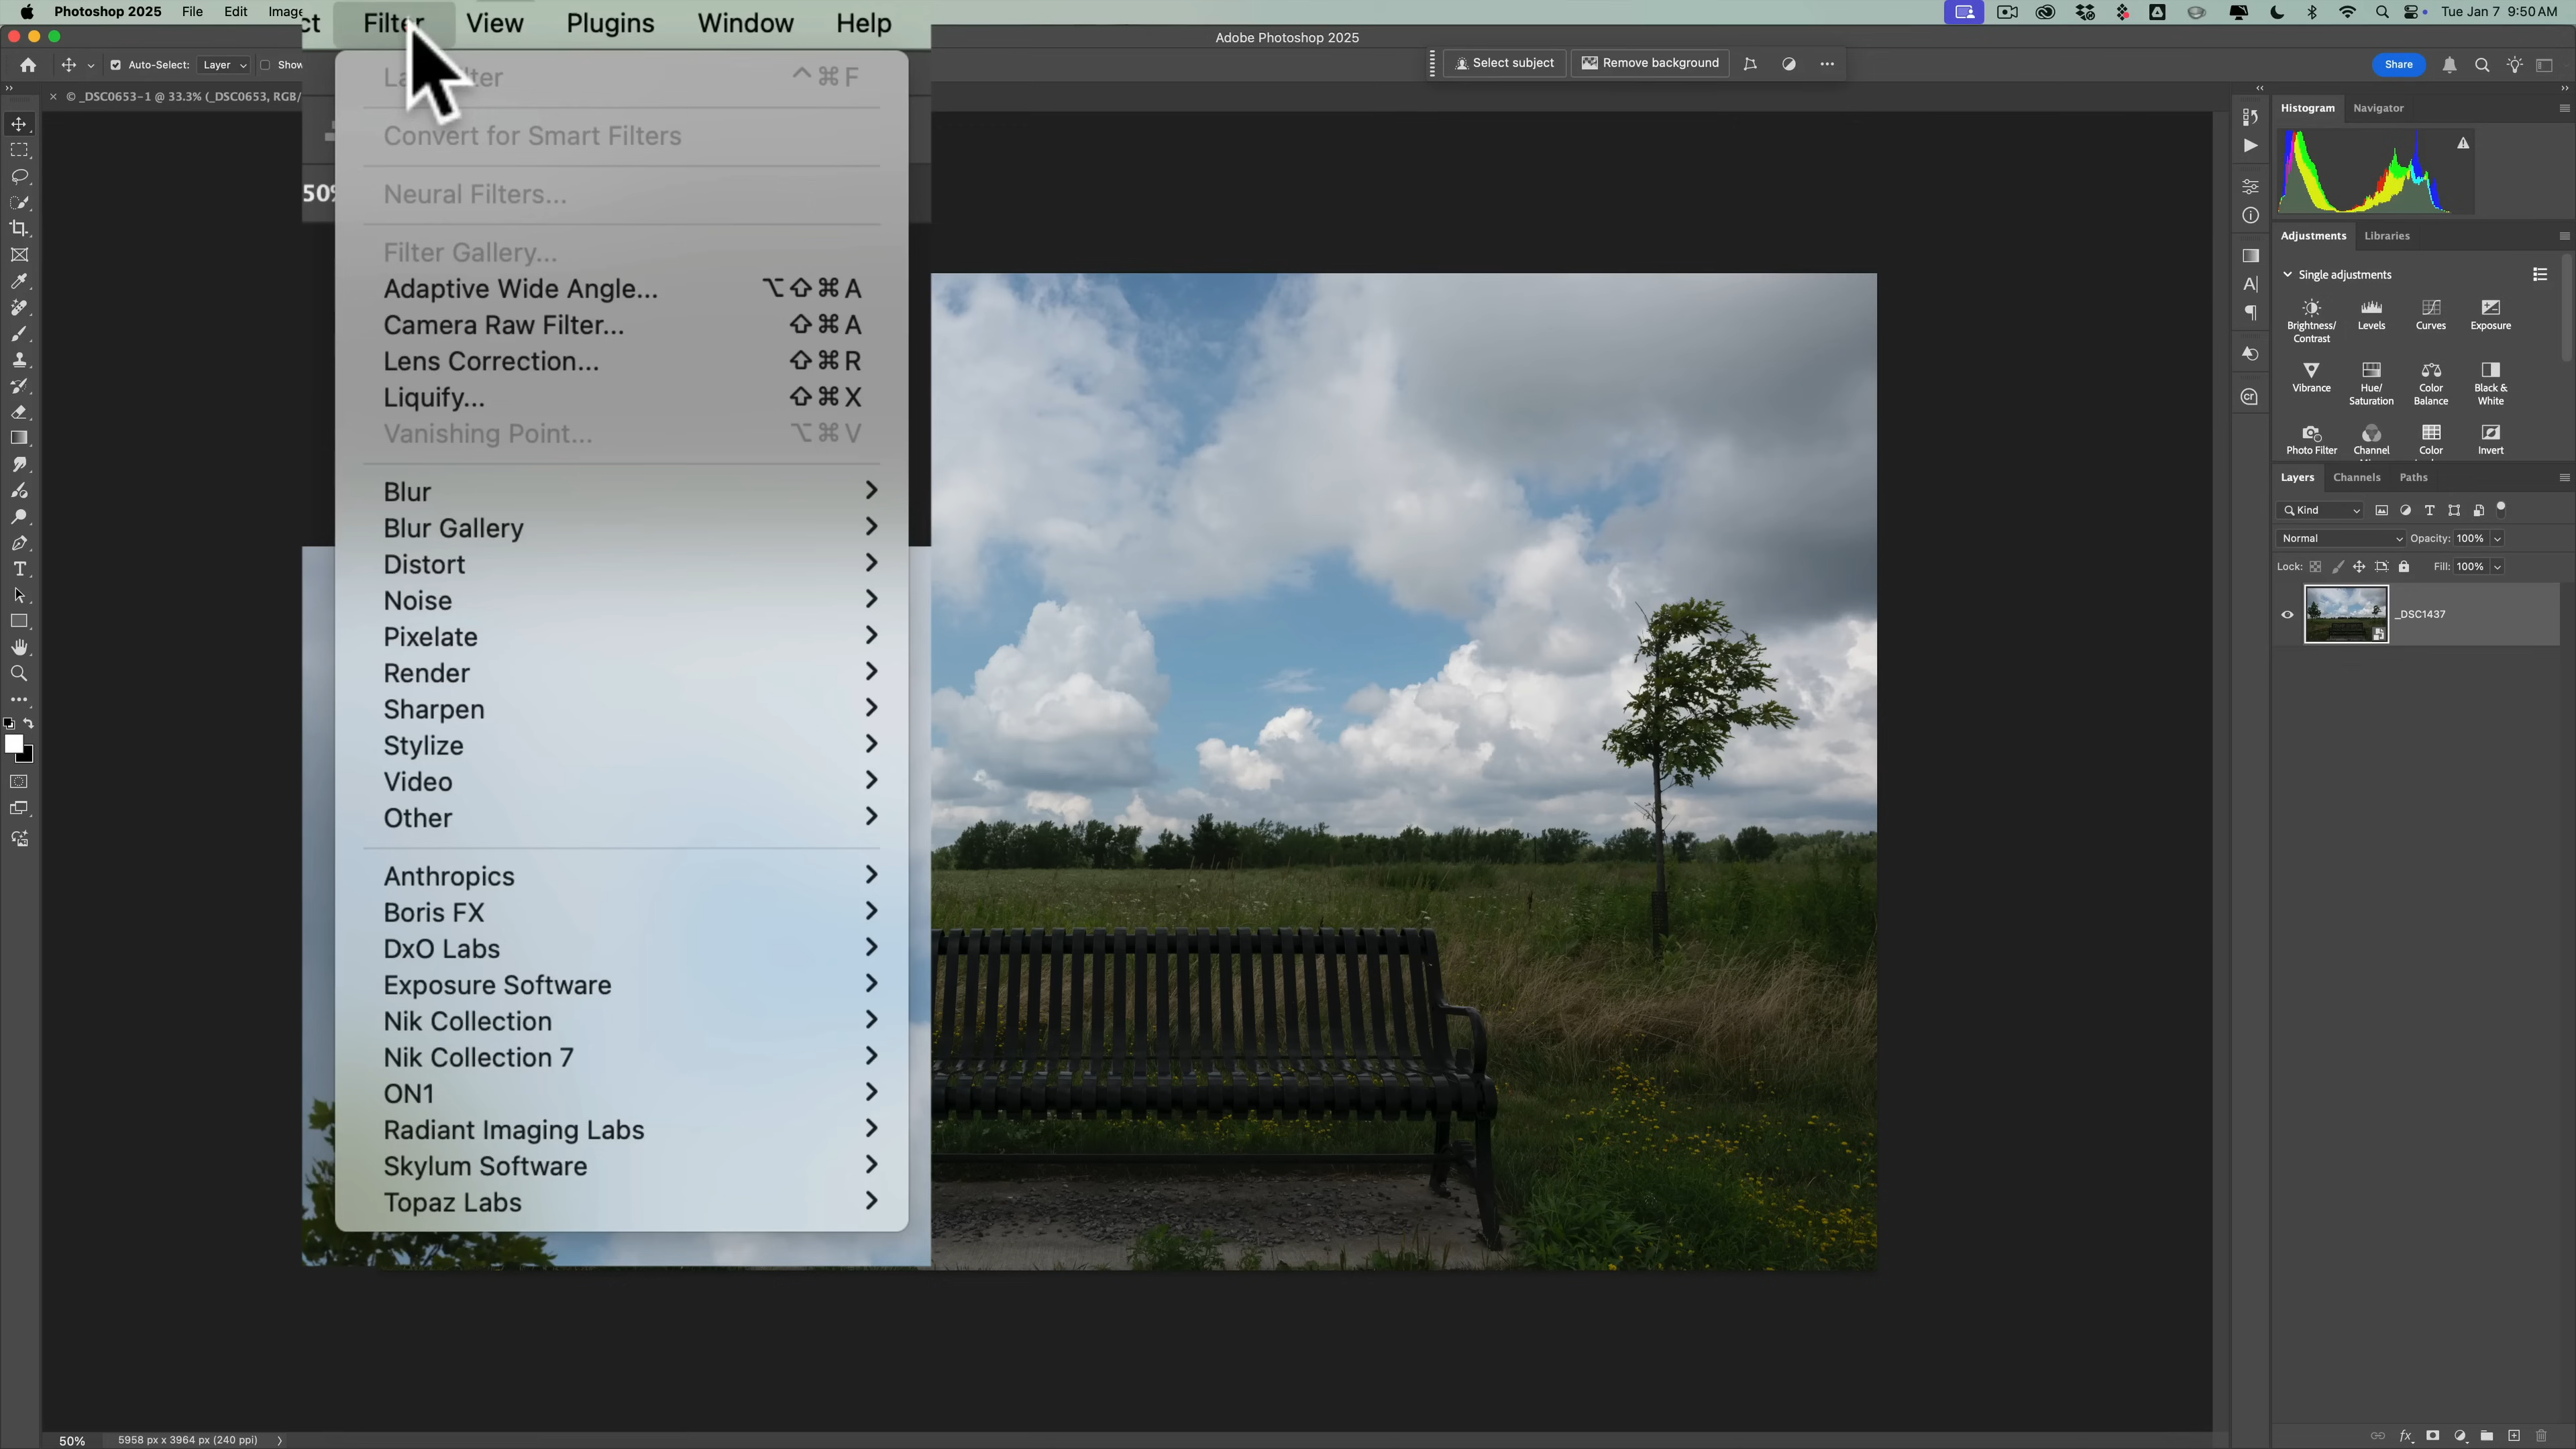 Photoshop 2025 File Edit Image
ct Filter View Plugins Window Help
Tue Jan 7 9:50 AM
Adobe Photoshop 2025
Auto-Select: Layer Show
Select subject Remove background
Share
© _DSC0653-1 @ 33.3% (_DSC0653, RGB/
^⌘F
Convert for Smart Filters
50%
Neural Filters...
Filter Gallery...
Adaptive Wide Angle... ⌥⇧⌘A
Camera Raw Filter... ⇧⌘A
Lens Correction... ⇧⌘R
Liquify... ⇧⌘X
Vanishing Point... ⌥⌘V
Blur
Blur Gallery
Distort
Noise
Pixelate
Render
Sharpen
Stylize
Video
Other
Anthropics
Boris FX
DxO Labs
Exposure Software
Nik Collection
Nik Collection 7
ON1
Radiant Imaging Labs
Skylum Software
Topaz Labs
Histogram Navigator
Adjustments Libraries
Single adjustments
Brightness/ Levels Curves Exposure
Contrast
Vibrance Hue/ Color Black &
Saturation Balance White
Photo Filter Channel Color Invert
Layers Channels Paths
Kind
Normal Opacity: 100%
Lock: Fill: 100%
_DSC1437
50% 5958 px x 3964 px (240 ppi)